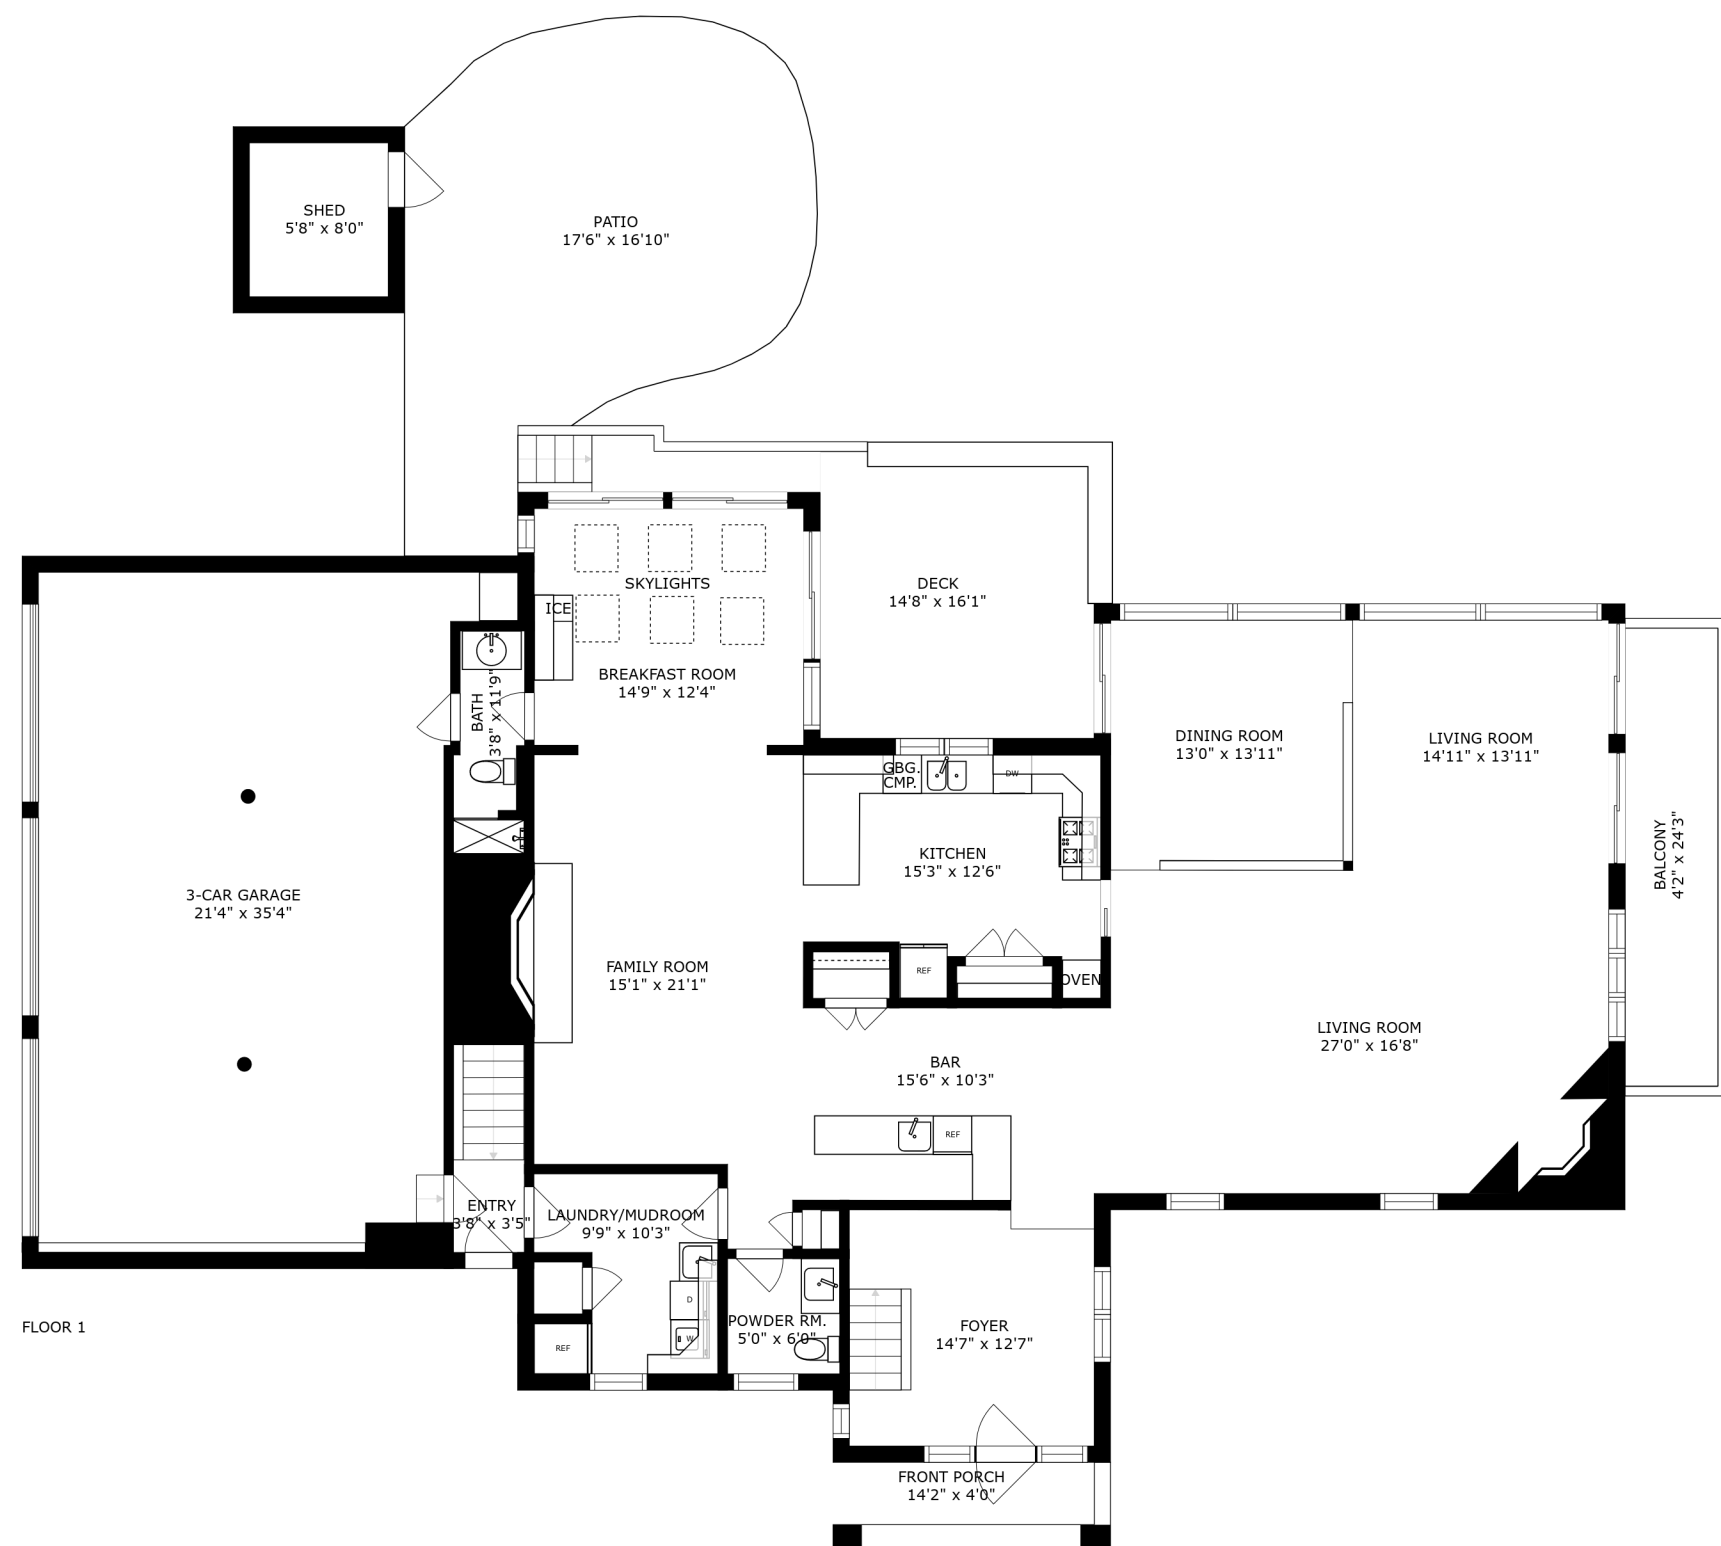 SHED
5'8" x 8'0"
PATIO
17'6" x 16'10"
SKYLIGHTS
ICE
BREAKFAST ROOM
14'9" x 12'4"
DECK
14'8" x 16'1"
BATH
3'8" x 11'9"
DINING ROOM
13'0" x 13'11"
LIVING ROOM
14'11" x 13'11"
GBG.
CMP.
DW
KITCHEN
15'3" x 12'6"
BALCONY
4'2" x 24'3"
3-CAR GARAGE
21'4" x 35'4"
FAMILY ROOM
15'1" x 21'1"
REF
OVEN
LIVING ROOM
27'0" x 16'8"
BAR
15'6" x 10'3"
REF
ENTRY
3'8" x 3'5"
LAUNDRY/MUDROOM
9'9" x 10'3"
D
W
REF
POWDER RM.
5'0" x 6'0"
FOYER
14'7" x 12'7"
FLOOR 1
FRONT PORCH
14'2" x 4'0"